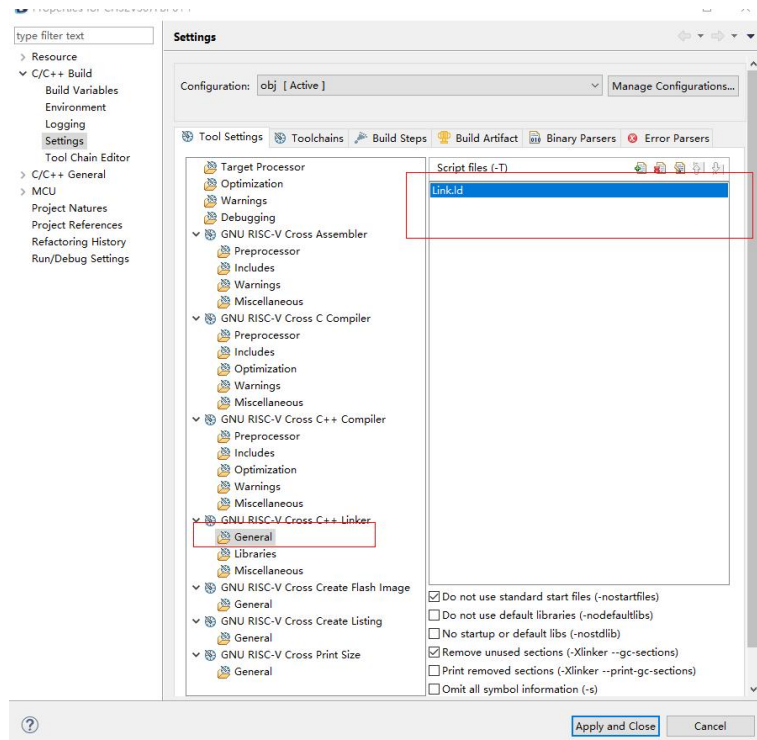 Properties for
type filter text
Settings
Resource
C/C++ Build
Build Variables
Environment
Logging
Settings
Tool Chain Editor
C/C++ General
MCU
Project Natures
Project References
Refactoring History
Run/Debug Settings
Configuration: obj [ Active ] Manage Configurations...
Tool Settings Toolchains Build Steps Build Artifact Binary Parsers Error Parsers
Target Processor
Optimization
Warnings
Debugging
GNU RISC-V Cross Assembler
Preprocessor
Includes
Warnings
Miscellaneous
GNU RISC-V Cross C Compiler
Preprocessor
Includes
Optimization
Warnings
Miscellaneous
GNU RISC-V Cross C++ Compiler
Preprocessor
Includes
Optimization
Warnings
Miscellaneous
GNU RISC-V Cross C++ Linker
General
Libraries
Miscellaneous
GNU RISC-V Cross Create Flash Image
General
GNU RISC-V Cross Create Listing
General
GNU RISC-V Cross Print Size
General
Script files (-T)
Link.ld
Do not use standard start files (-nostartfiles)
Do not use default libraries (-nodefaultlibs)
No startup or default libs (-nostdlib)
Remove unused sections (-Xlinker --gc-sections)
Print removed sections (-Xlinker --print-gc-sections)
Omit all symbol information (-s)
Apply and Close Cancel